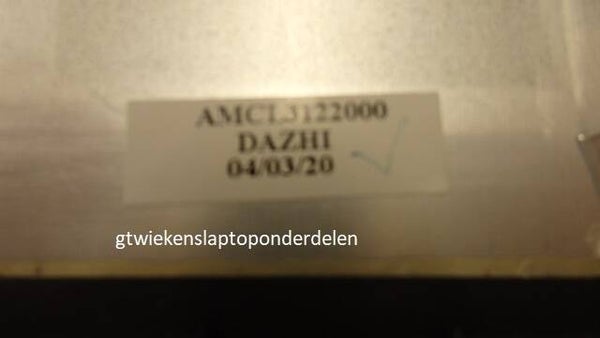 AMCL3122000
DAZHI
04/03/20
gtwiekenslaptoponderdelen